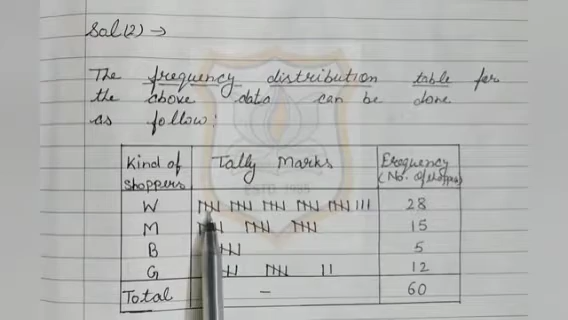 Sol(2) →
The frequency distribution table for
the above data can be done
as follow:
Kind of Shoppers Tally Marks Frequency (No. of shoppers)
W 28
M 15
B 5
G 12
Total - 60